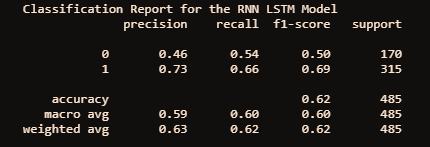 Classification Report for the RNN LSTM Model
precision recall f1-score support
0 0.46 0.54 0.50 170
1 0.73 0.66 0.69 315
accuracy 0.62 485
macro avg 0.59 0.60 0.60 485
weighted avg 0.63 0.62 0.62 485